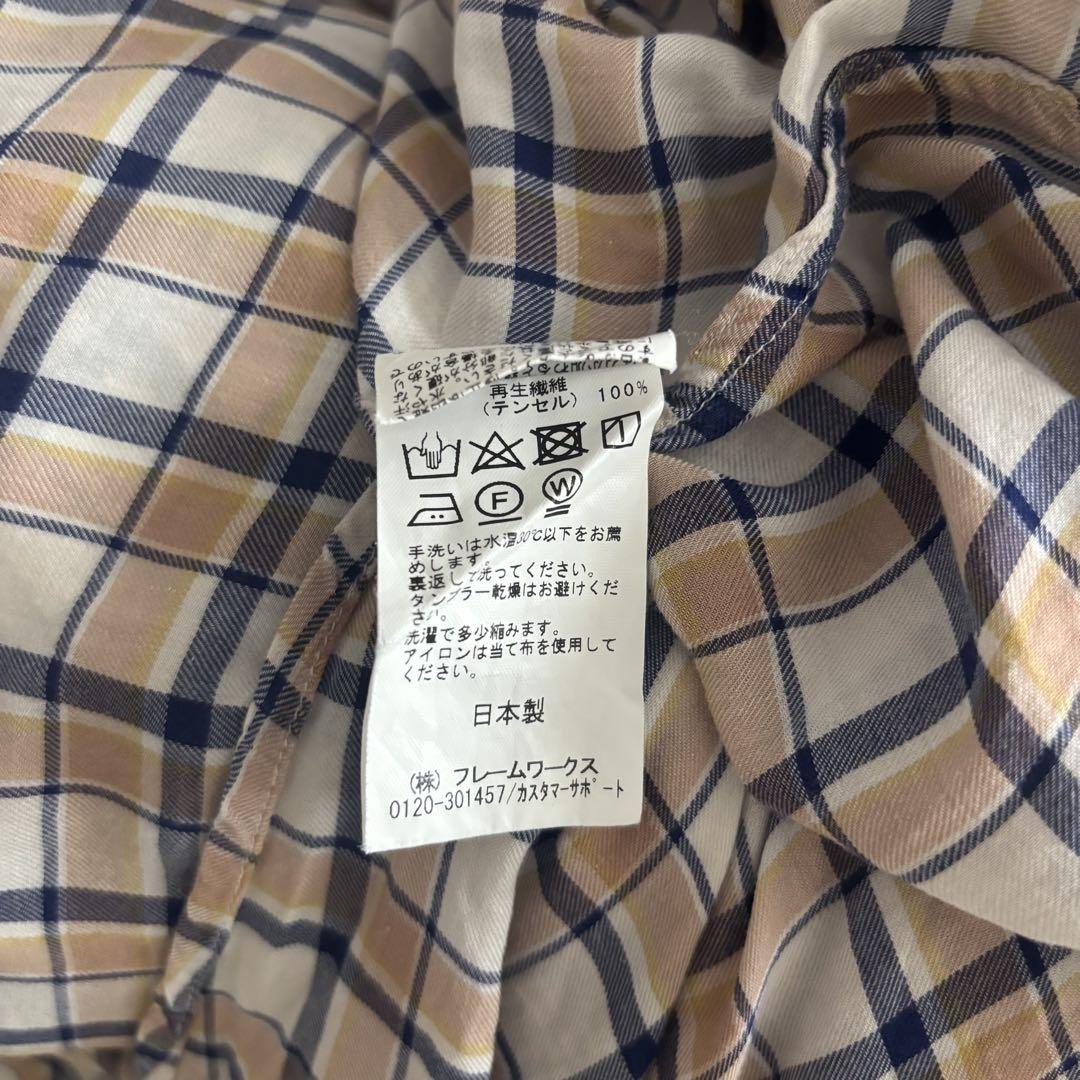 再生繊維
(テンセル) 100%
F W
手洗いは水温30℃以下をお薦
めします。
裏返しで洗ってください。
タンブラー乾燥はお避けくだ
さい。
洗濯で多少縮みます。
アイロンは当て布を使用して
ください。
日本製
(株) フレームワークス
0120-301457/カスタマーサポート